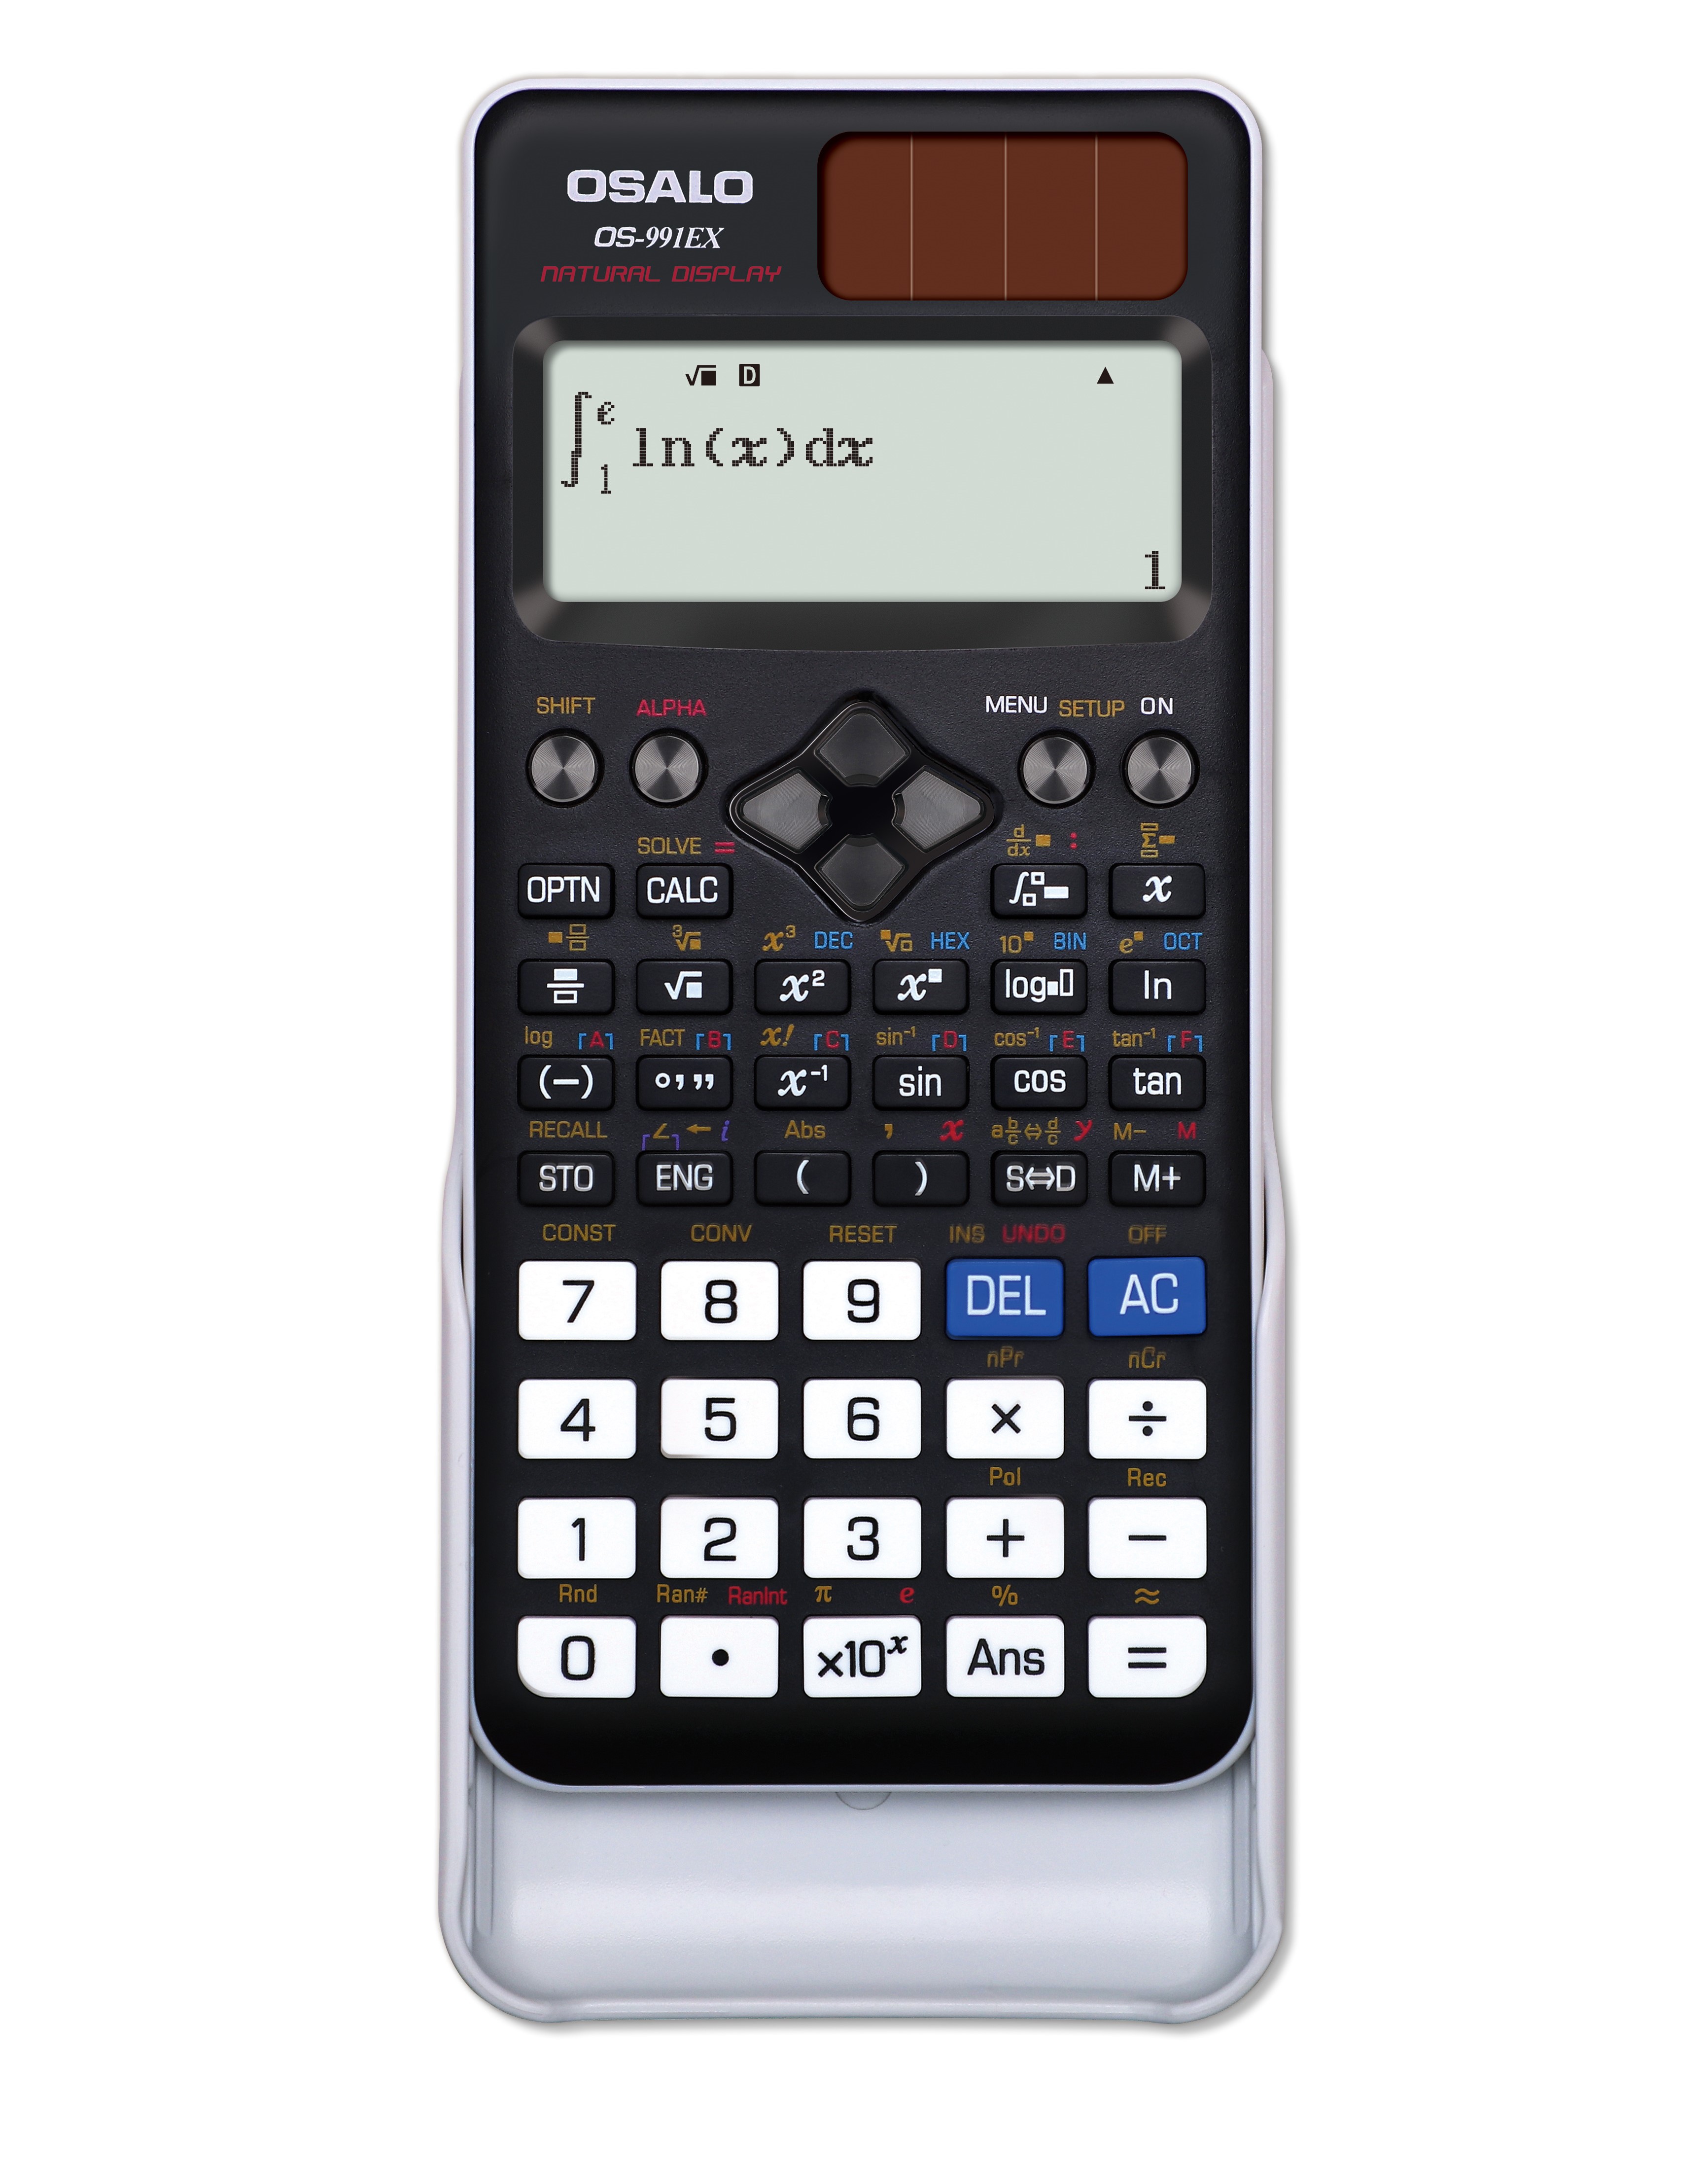 OSALO
OS-991EX
NATURAL DISPLAY
√■ D ▲
∫₁ᵉ ln(x)dx
1
SHIFT ALPHA MENU SETUP ON
SOLVE = d/dx■ : Σ
OPTN CALC ∫ x
³√■ x³ DEC ■√□ HEX 10■ BIN e■ OCT
√■ x² x■ log■□ ln
log A FACT B x! C sin⁻¹ D cos⁻¹ E tan⁻¹ F
(−) °’” x⁻¹ sin cos tan
RECALL ∠ ← i Abs , x a b/c⇔d/c y M− M
STO ENG ( ) S⇔D M+
CONST CONV RESET INS UNDO OFF
7 8 9 DEL AC
nPr nCr
4 5 6 × ÷
Pol Rec
1 2 3 + −
Rnd Ran# RanInt π e % ≈
0 • ×10ˣ Ans =